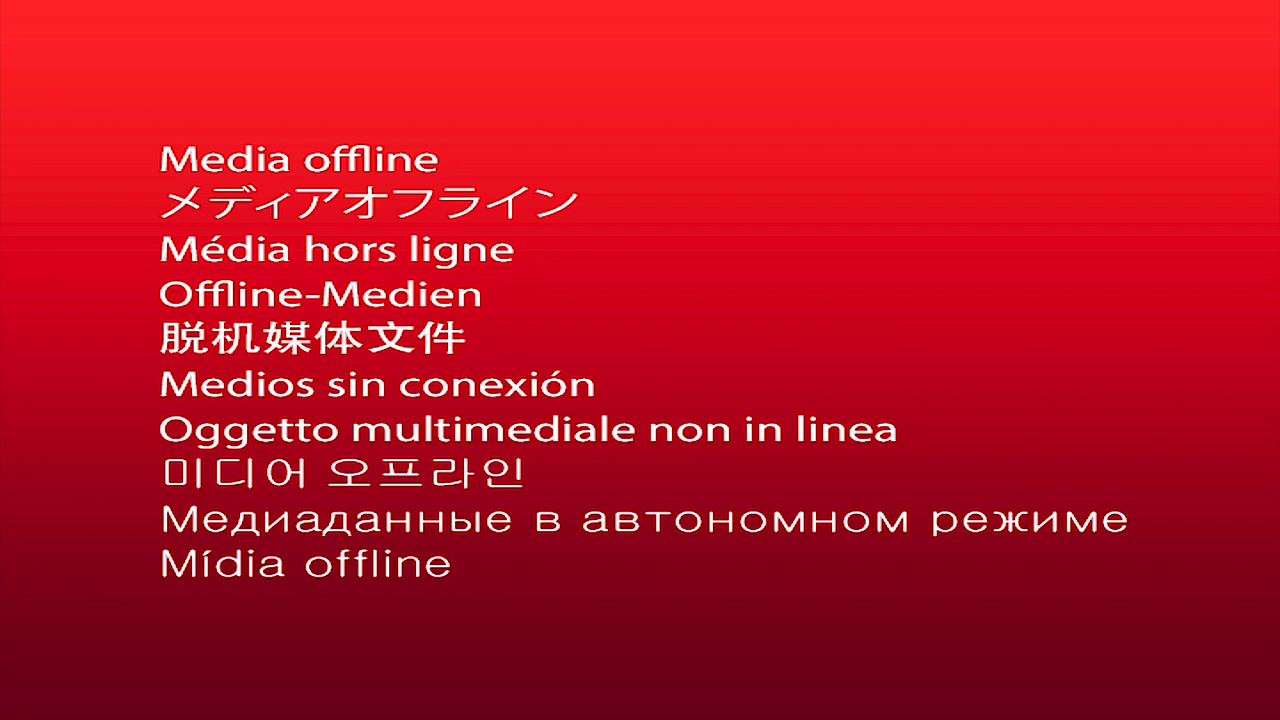 Media offline
メディアオフライン
Média hors ligne
Offline-Medien
脱机媒体文件
Medios sin conexión
Oggetto multimediale non in linea
미디어 오프라인
Медиаданные в автономном режиме
Mídia offline